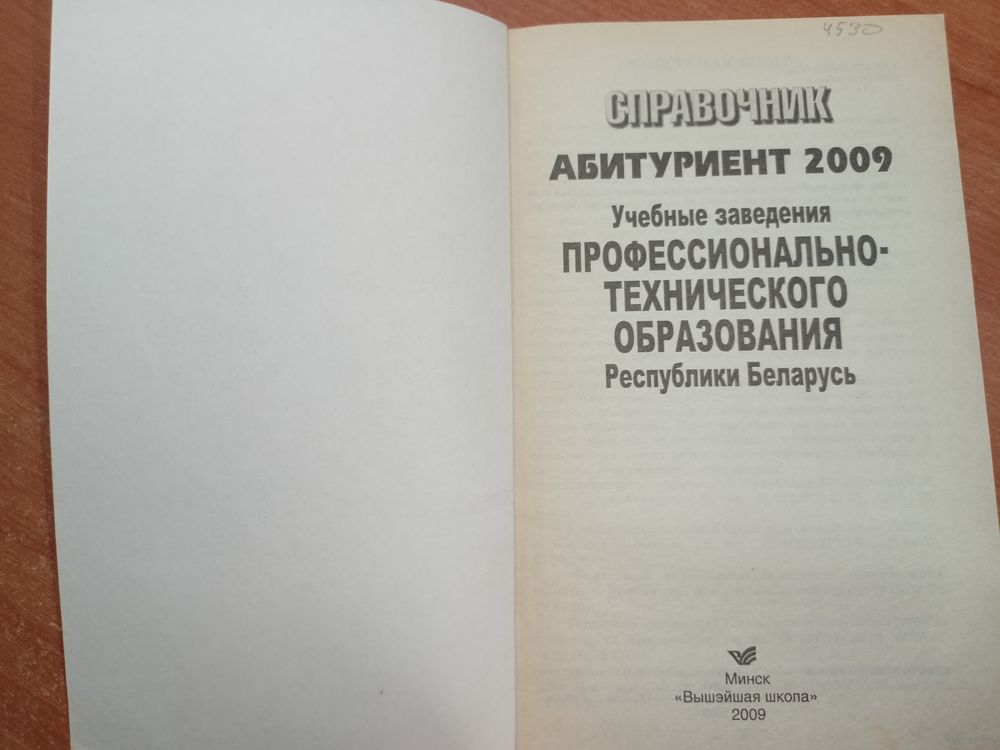 4530
СПРАВОЧНИК
АБИТУРИЕНТ 2009
Учебные заведения
ПРОФЕССИОНАЛЬНО-
ТЕХНИЧЕСКОГО
ОБРАЗОВАНИЯ
Республики Беларусь
Минск
«Вышэйшая школа»
2009